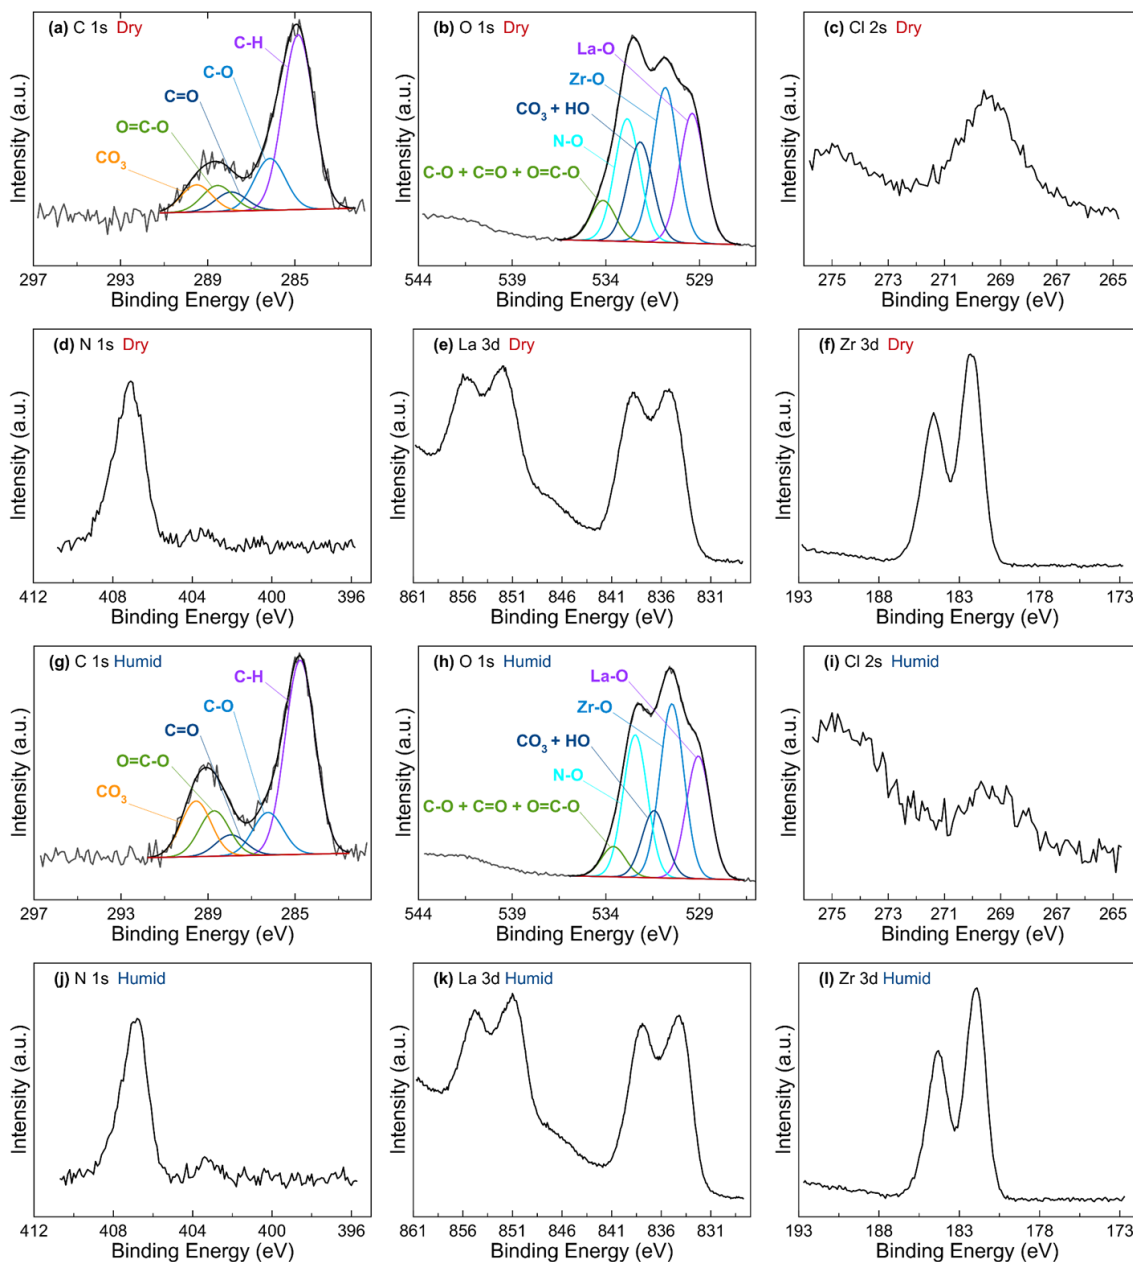 (a) C 1s Dry
C-H
C-O
C=O
O=C-O
CO3
Intensity (a.u.)
297 293 289 285
Binding Energy (eV)
(b) O 1s Dry
La-O
Zr-O
CO3 + HO
N-O
C-O + C=O + O=C-O
Intensity (a.u.)
544 539 534 529
Binding Energy (eV)
(c) Cl 2s Dry
Intensity (a.u.)
275 273 271 269 267 265
Binding Energy (eV)
(d) N 1s Dry
Intensity (a.u.)
412 408 404 400 396
Binding Energy (eV)
(e) La 3d Dry
Intensity (a.u.)
861 856 851 846 841 836 831
Binding Energy (eV)
(f) Zr 3d Dry
Intensity (a.u.)
193 188 183 178 173
Binding Energy (eV)
(g) C 1s Humid
C-H
C-O
C=O
O=C-O
CO3
Intensity (a.u.)
297 293 289 285
Binding Energy (eV)
(h) O 1s Humid
La-O
Zr-O
CO3 + HO
N-O
C-O + C=O + O=C-O
Intensity (a.u.)
544 539 534 529
Binding Energy (eV)
(i) Cl 2s Humid
Intensity (a.u.)
275 273 271 269 267 265
Binding Energy (eV)
(j) N 1s Humid
Intensity (a.u.)
412 408 404 400 396
Binding Energy (eV)
(k) La 3d Humid
Intensity (a.u.)
861 856 851 846 841 836 831
Binding Energy (eV)
(l) Zr 3d Humid
Intensity (a.u.)
193 188 183 178 173
Binding Energy (eV)